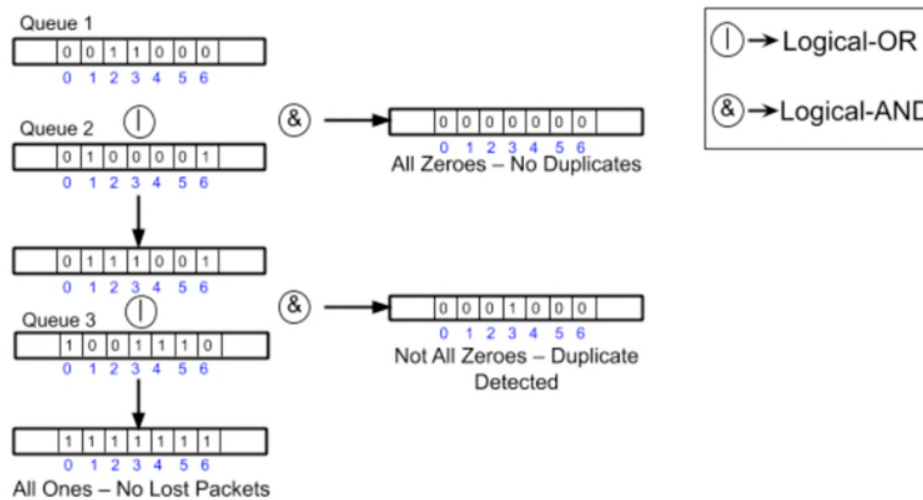 Queue 1
0 0 1 1 0 0 0
0 1 2 3 4 5 6
|
Queue 2
0 1 0 0 0 0 1
0 1 2 3 4 5 6
0 1 1 1 0 0 1
0 1 2 3 4 5 6
|
Queue 3
1 0 0 1 1 1 0
0 1 2 3 4 5 6
1 1 1 1 1 1 1
0 1 2 3 4 5 6
All Ones – No Lost Packets
&
0 0 0 0 0 0 0
0 1 2 3 4 5 6
All Zeroes – No Duplicates
&
0 0 0 1 0 0 0
0 1 2 3 4 5 6
Not All Zeroes – Duplicate
Detected
| Logical-OR
& Logical-AND